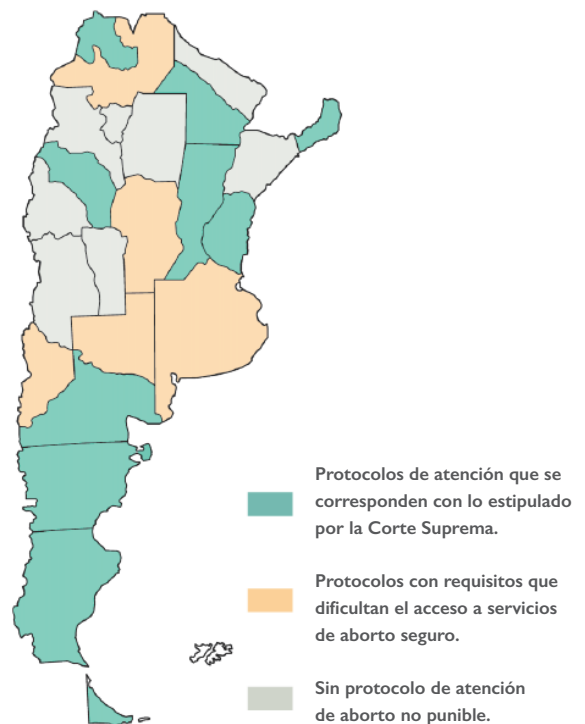 Protocolos de atención que se
corresponden con lo estipulado
por la Corte Suprema.
Protocolos con requisitos que
dificultan el acceso a servicios
de aborto seguro.
Sin protocolo de atención
de aborto no punible.